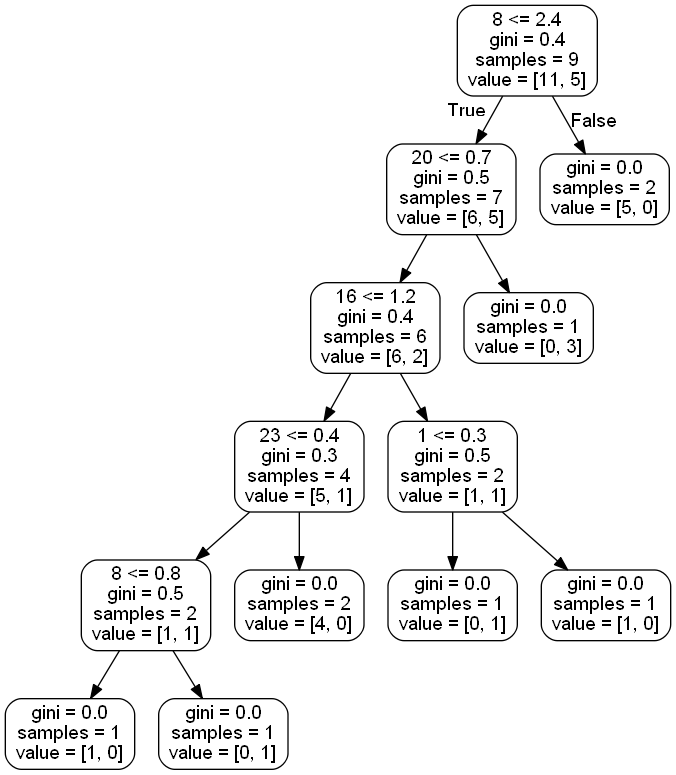 8 <= 2.4
gini = 0.4
samples = 9
value = [11, 5]
True
False
20 <= 0.7
gini = 0.5
samples = 7
value = [6, 5]
gini = 0.0
samples = 2
value = [5, 0]
16 <= 1.2
gini = 0.4
samples = 6
value = [6, 2]
gini = 0.0
samples = 1
value = [0, 3]
23 <= 0.4
gini = 0.3
samples = 4
value = [5, 1]
1 <= 0.3
gini = 0.5
samples = 2
value = [1, 1]
8 <= 0.8
gini = 0.5
samples = 2
value = [1, 1]
gini = 0.0
samples = 2
value = [4, 0]
gini = 0.0
samples = 1
value = [0, 1]
gini = 0.0
samples = 1
value = [1, 0]
gini = 0.0
samples = 1
value = [1, 0]
gini = 0.0
samples = 1
value = [0, 1]